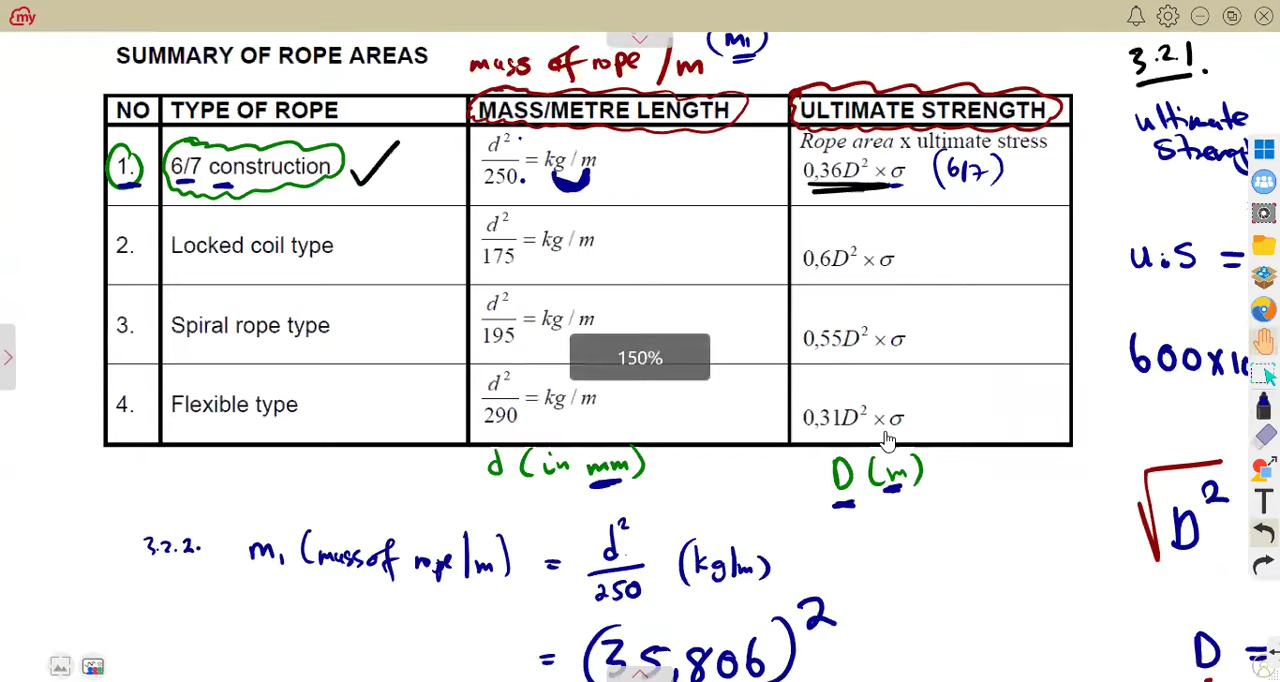 my
SUMMARY OF ROPE AREAS
mass of rope/m (m₁)
NO TYPE OF ROPE MASS/METRE LENGTH ULTIMATE STRENGTH
1. 6/7 construction ✓ d²/250 = kg/m Rope area x ultimate stress
0,36D² × σ (6/7)
2. Locked coil type d²/175 = kg/m 0,6D² × σ
3. Spiral rope type d²/195 = kg/m 0,55D² × σ
4. Flexible type d²/290 = kg/m 0,31D² × σ
150%
d (in mm) D (m)
3.2.2. m₁ (mass of rope/m) = d²/250 (kg/m)
= (35,806)²
3.2.1.
ultimate
U.S =
600×10
√D²
D =
T